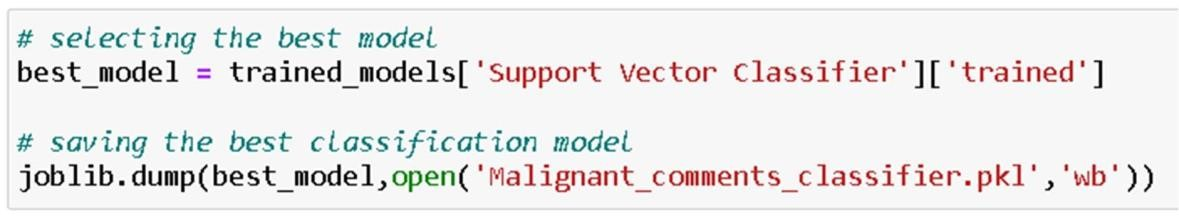 # selecting the best model
best_model = trained_models['Support Vector Classifier']['trained']
# saving the best classification model
joblib.dump(best_model,open('Malignant_comments_classifier.pkl','wb'))